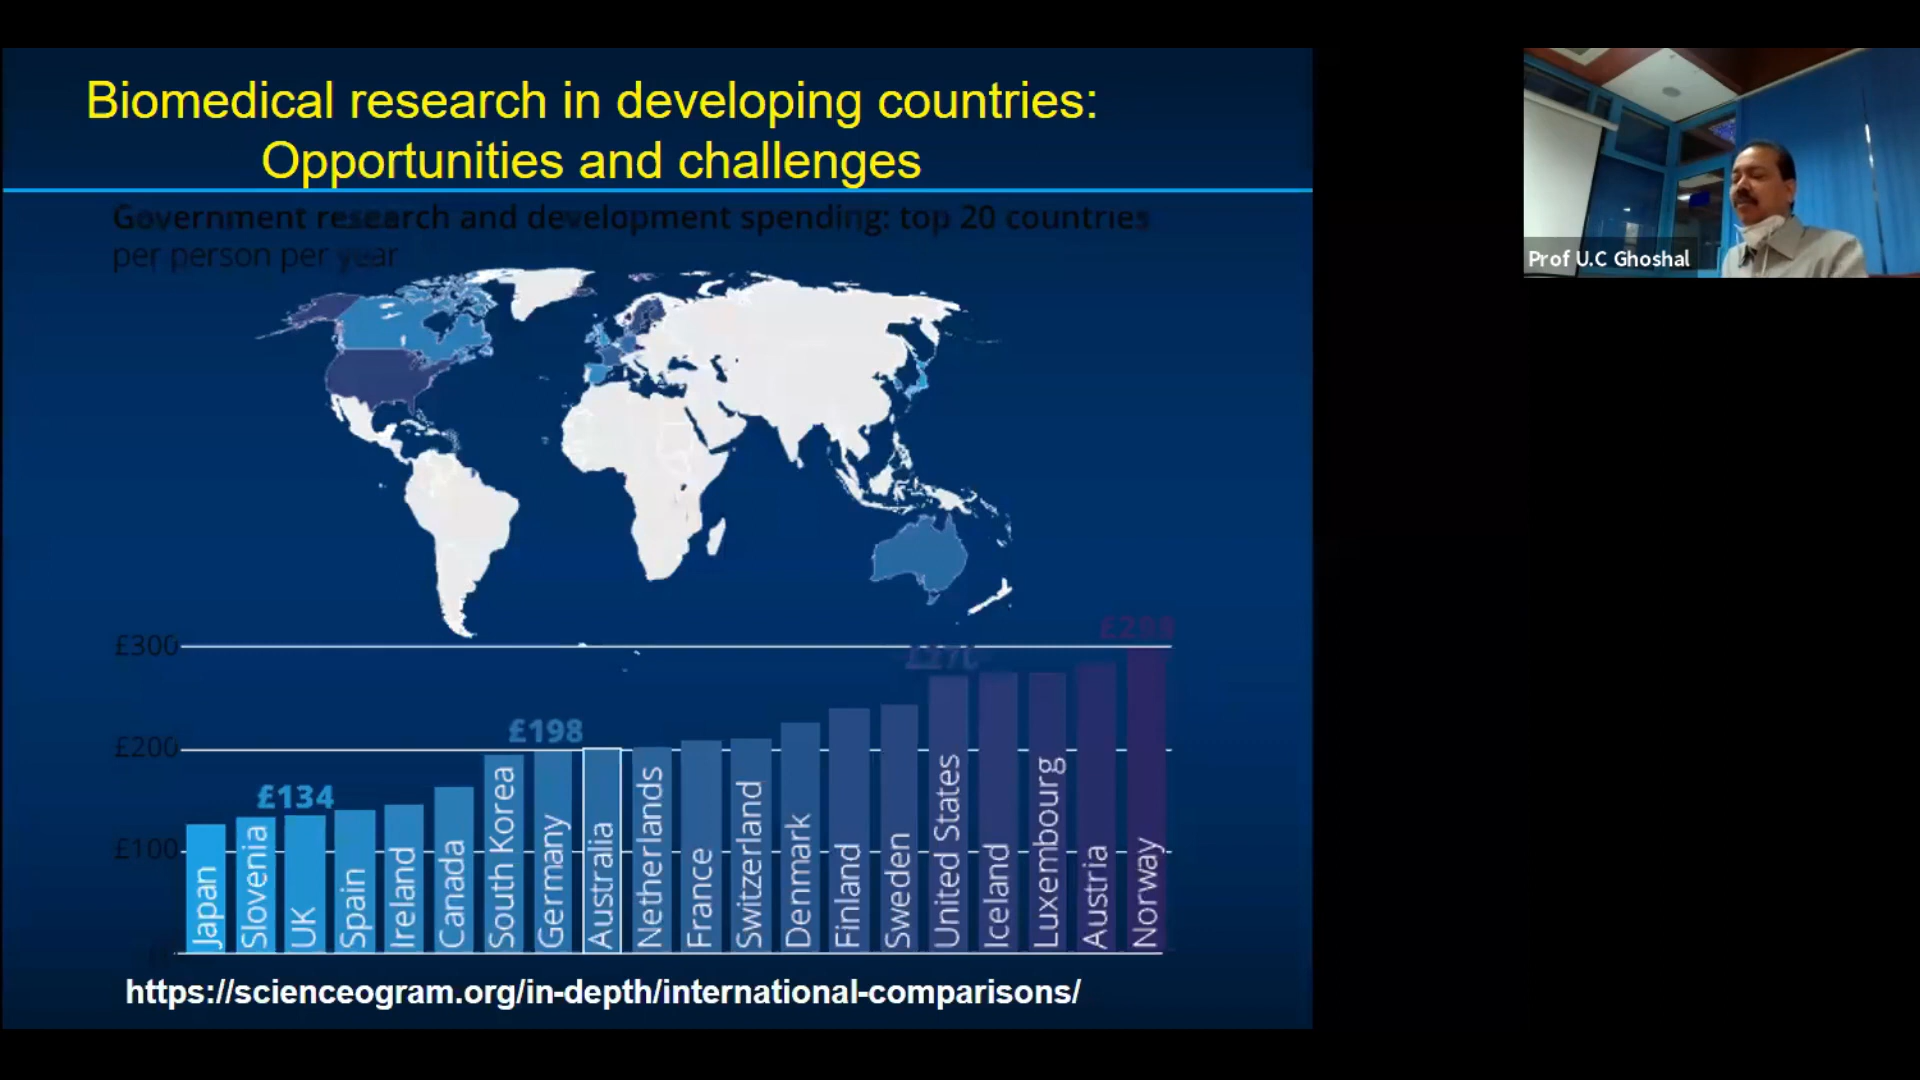 Biomedical research in developing countries:
Opportunities and challenges
Government research and development spending: top 20 countries
per person per year
£300
£200
£100
£134
£198
Japan
Slovenia
UK
Spain
Ireland
Canada
South Korea
Germany
Australia
Netherlands
France
Switzerland
Denmark
Finland
Sweden
United States
Iceland
Luxembourg
Austria
Norway
https://scienceogram.org/in-depth/international-comparisons/
Prof U.C Ghoshal